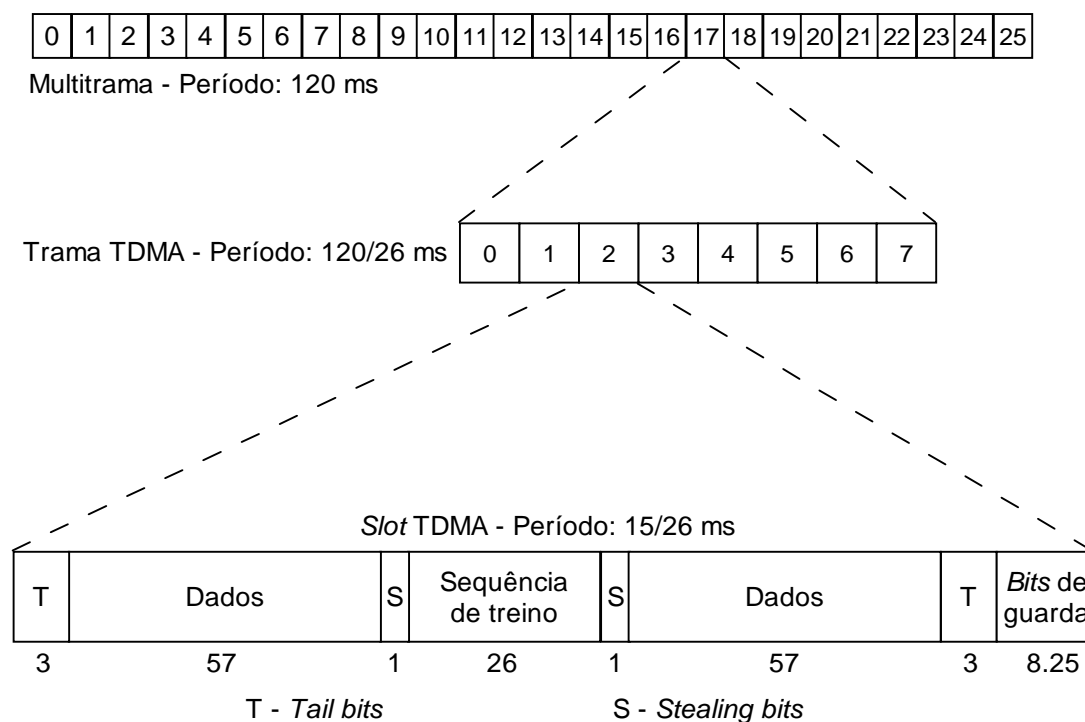 0 1 2 3 4 5 6 7 8 9 10 11 12 13 14 15 16 17 18 19 20 21 22 23 24 25
Multitrama - Período: 120 ms
Trama TDMA - Período: 120/26 ms
0 1 2 3 4 5 6 7
Slot TDMA - Período: 15/26 ms
T Dados S Sequência de treino S Dados T Bits de guarda
3 57 1 26 1 57 3 8.25
T - Tail bits S - Stealing bits